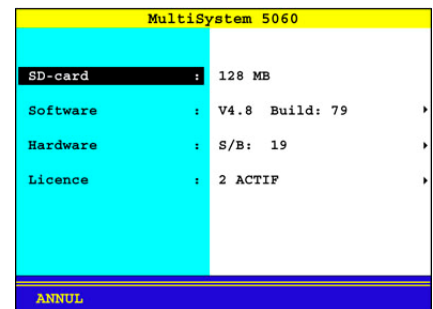 MultiSystem 5060
SD-card : 128 MB
Software : V4.8 Build: 79
Hardware : S/B: 19
Licence : 2 ACTIF
ANNUL